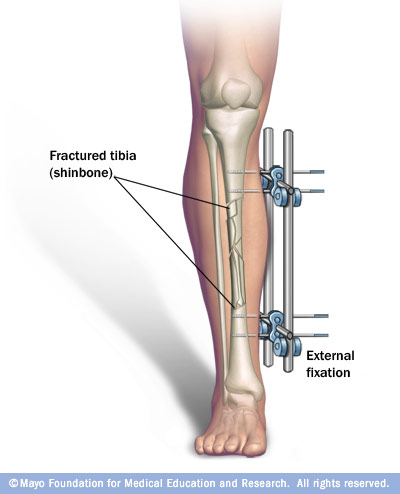 Fractured tibia
(shinbone)
External
fixation
©Mayo Foundation for Medical Education and Research. All rights reserved.